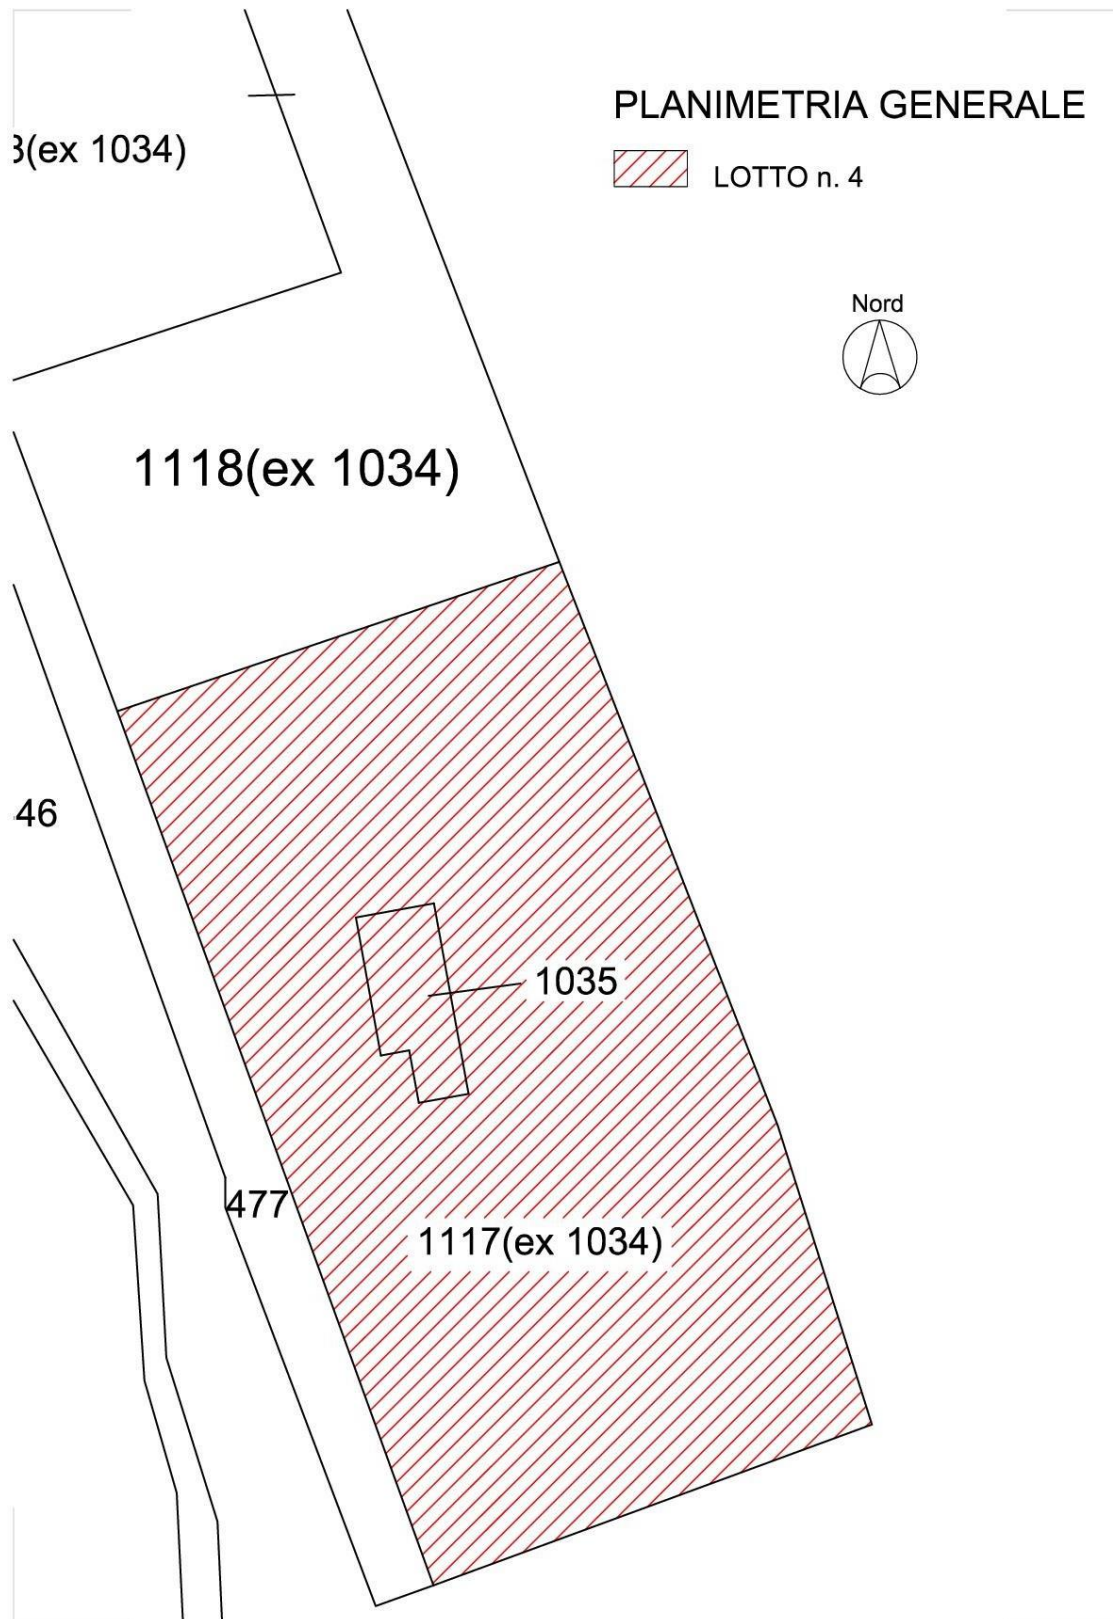 PLANIMETRIA GENERALE
(ex 1034)
LOTTO n. 4
Nord
1118(ex 1034)
46
1035
477
1117(ex 1034)